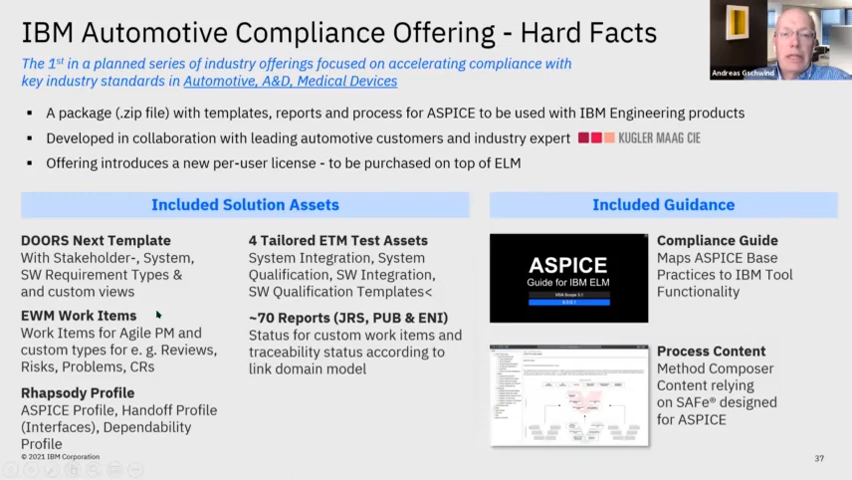 IBM Automotive Compliance Offering - Hard Facts
The 1st in a planned series of industry offerings focused on accelerating compliance with
key industry standards in Automotive, A&D, Medical Devices
Andreas Gschwind
▪ A package (.zip file) with templates, reports and process for ASPICE to be used with IBM Engineering products
▪ Developed in collaboration with leading automotive customers and industry expert KUGLER MAAG CIE
▪ Offering introduces a new per-user license - to be purchased on top of ELM
Included Solution Assets
DOORS Next Template
With Stakeholder-, System,
SW Requirement Types &
and custom views
EWM Work Items
Work Items for Agile PM and
custom types for e. g. Reviews,
Risks, Problems, CRs
Rhapsody Profile
ASPICE Profile, Handoff Profile
(Interfaces), Dependability
Profile
4 Tailored ETM Test Assets
System Integration, System
Qualification, SW Integration,
SW Qualification Templates<
~70 Reports (JRS, PUB & ENI)
Status for custom work items and
traceability status according to
link domain model
Included Guidance
ASPICE
Guide for IBM ELM
Compliance Guide
Maps ASPICE Base
Practices to IBM Tool
Functionality
Process Content
Method Composer
Content relying
on SAFe® designed
for ASPICE
© 2021 IBM Corporation
37